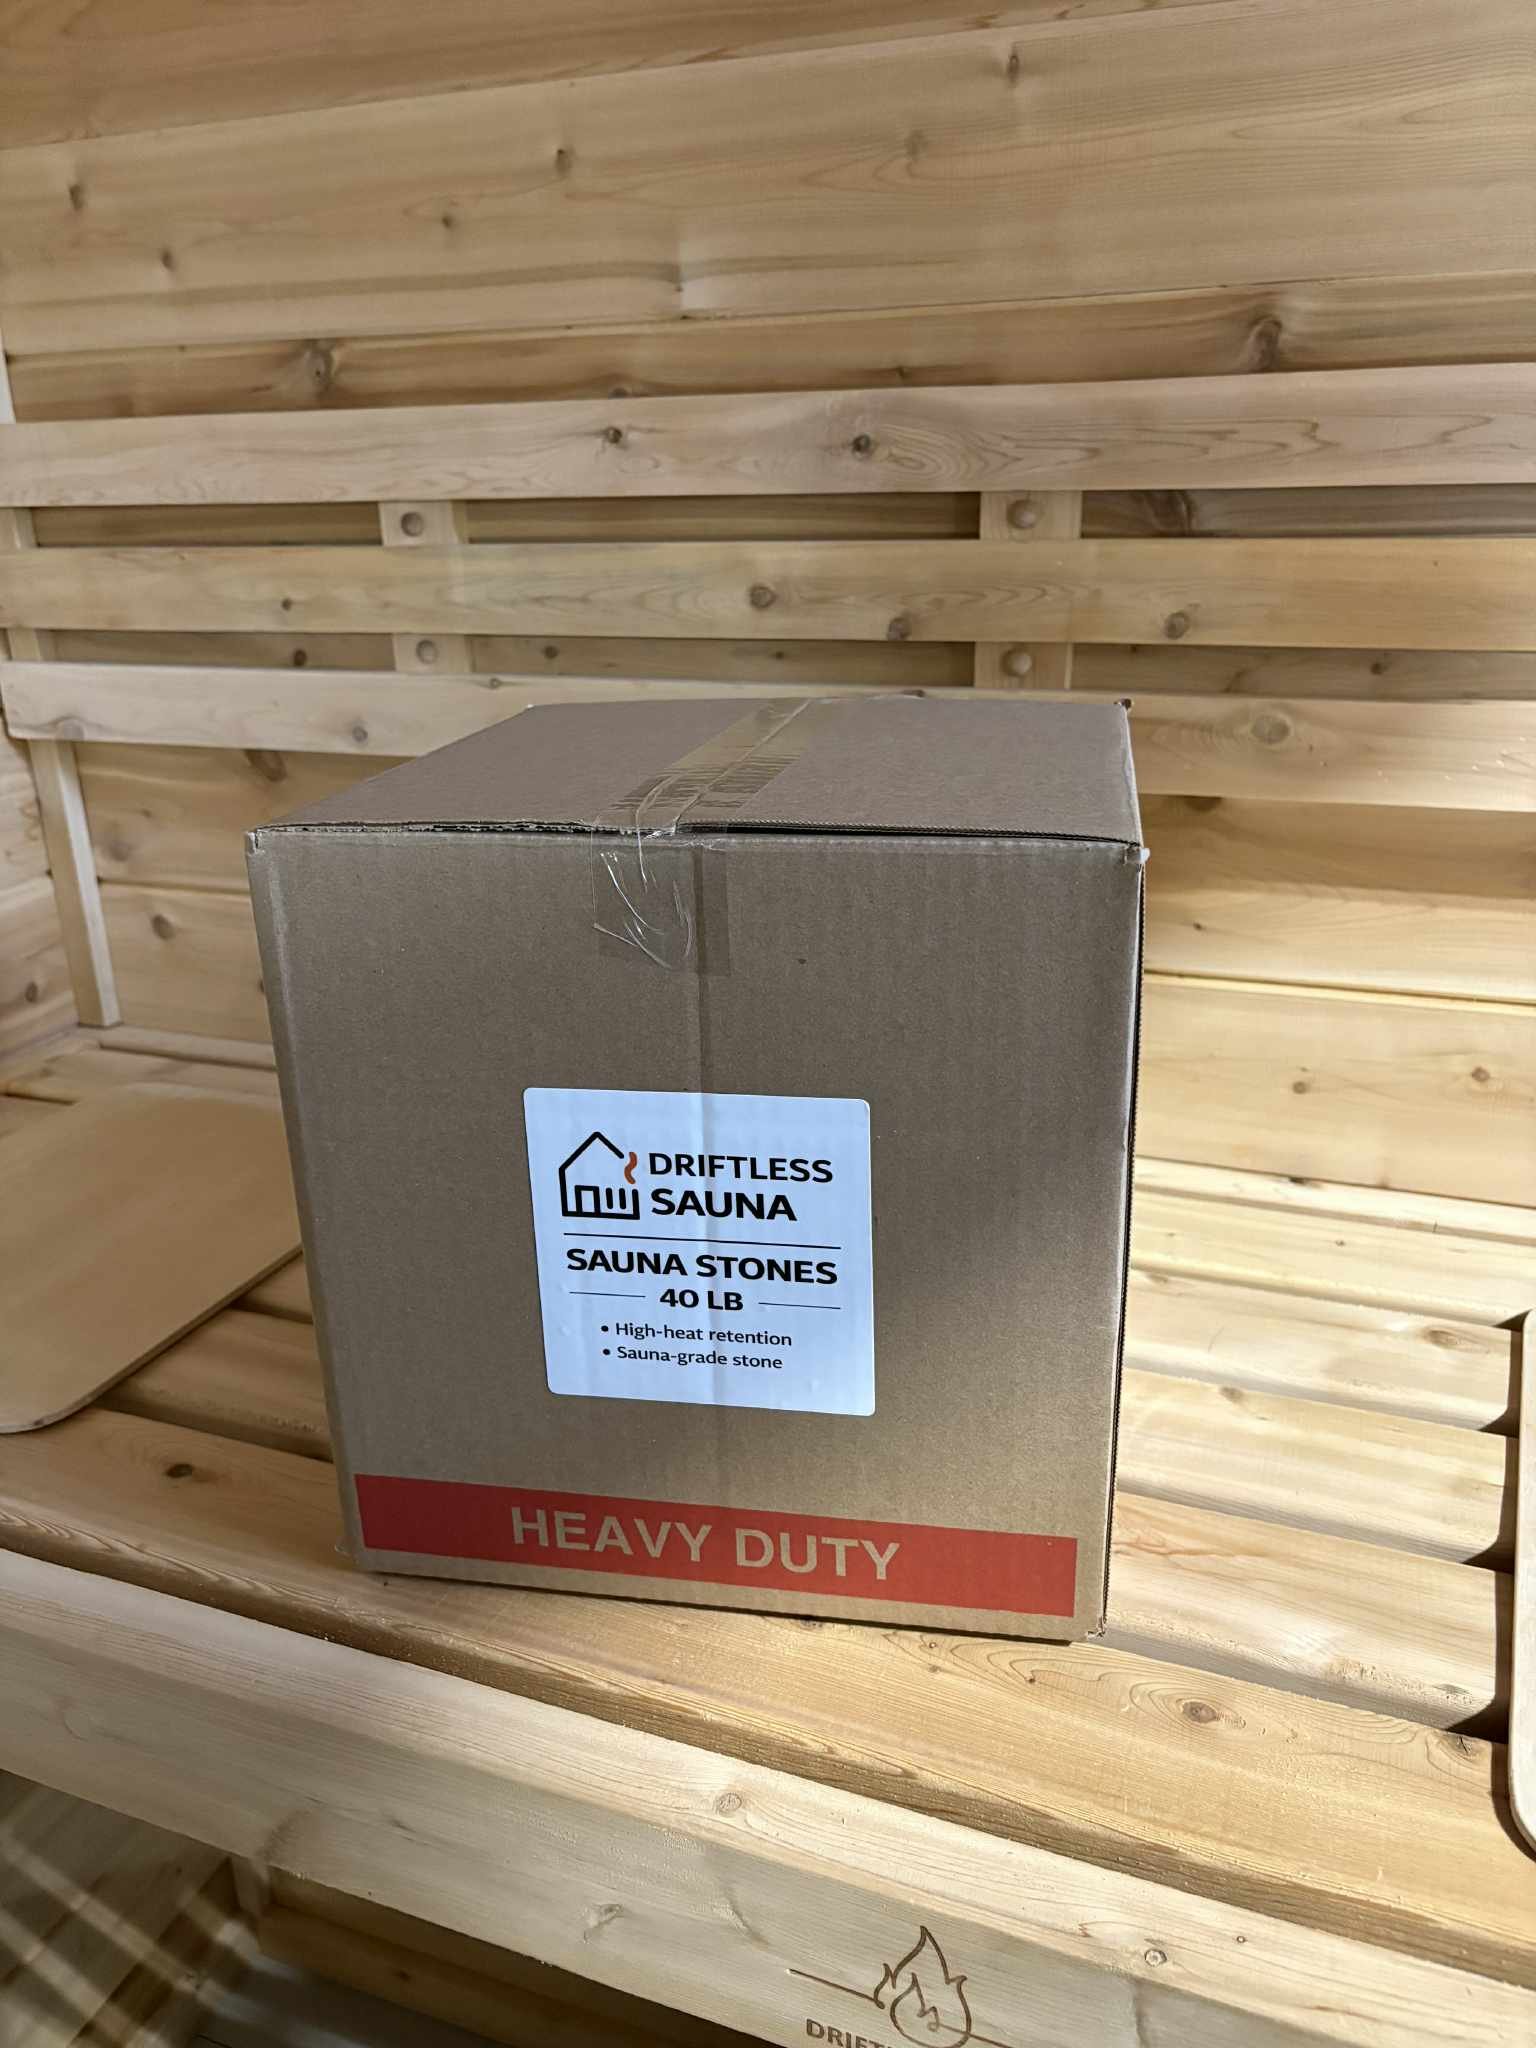 DRIFTLESS
SAUNA
SAUNA STONES
40 LB
• High-heat retention
• Sauna-grade stone
HEAVY DUTY